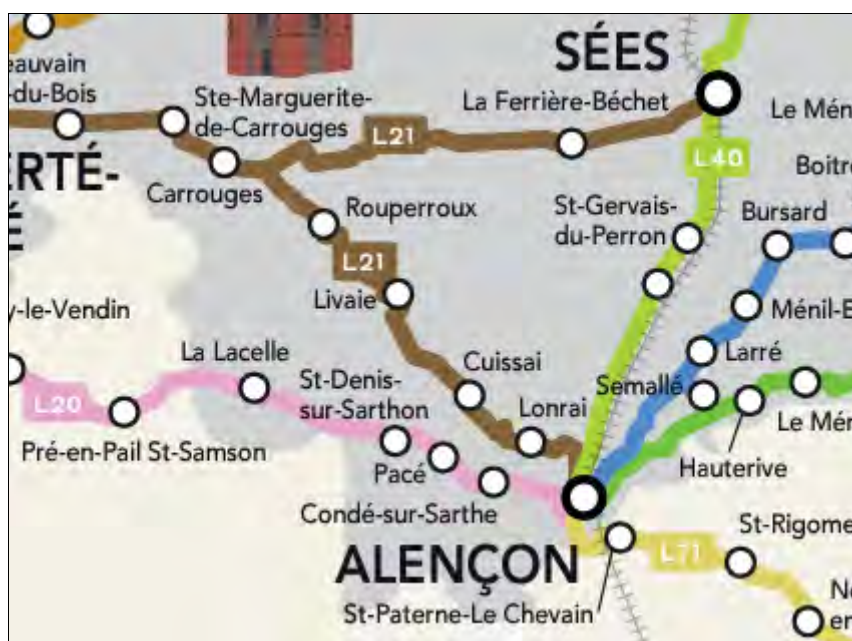 SÉES
eauvain
-du-Bois
Ste-Marguerite-
de-Carrouges
La Ferrière-Béchet
Le Mén
L21
L40
ERTÉ-
É
Carrouges
Boitr
St-Gervais-
du-Perron
Bursard
Rouperroux
L21
Livaie
y-le-Vendin
Ménil-E
La Lacelle
Larré
Cuissai
St-Denis-
sur-Sarthon
Semallé
L20
Lonrai
Le Mén
Pré-en-Pail St-Samson
Pacé
Hauterive
Condé-sur-Sarthe
St-Rigome
ALENÇON
L71
St-Paterne-Le Chevain
en